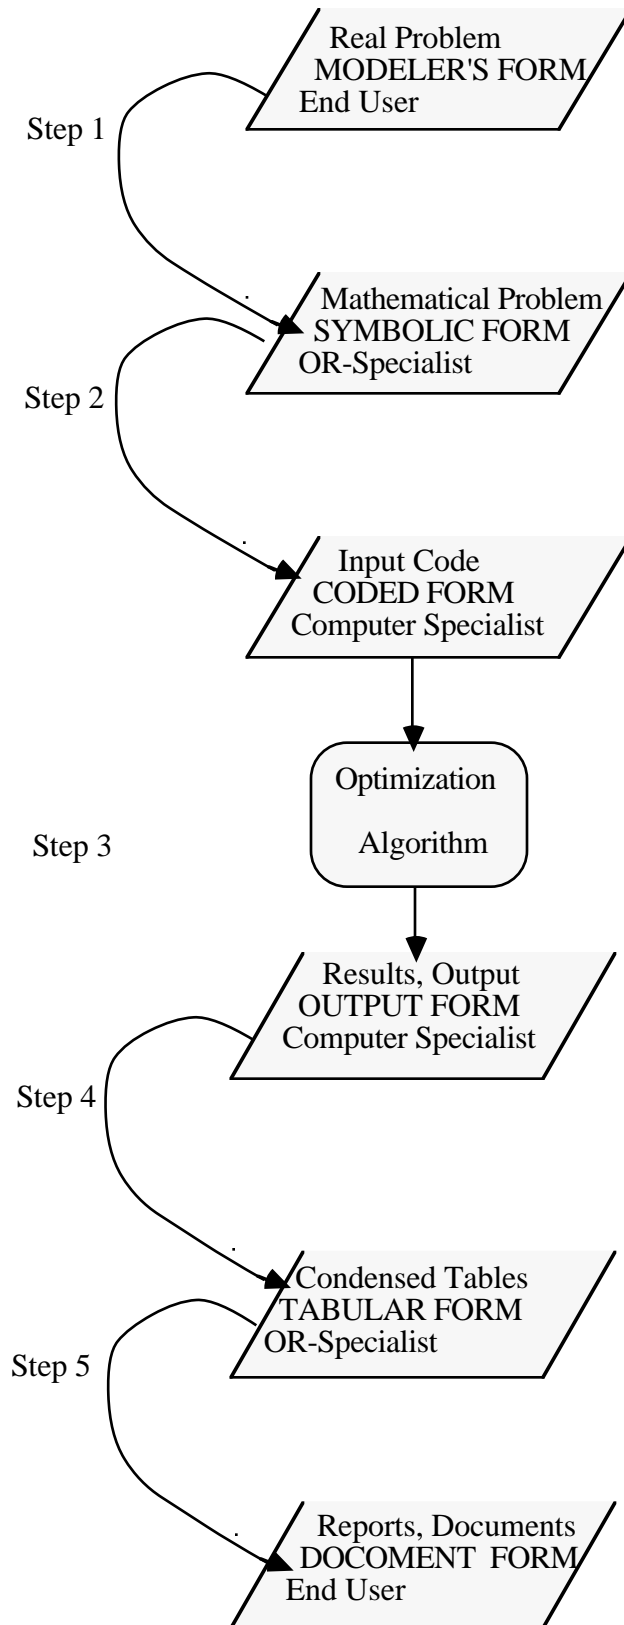 Real Problem
MODELER'S FORM
End User
Step 1
Mathematical Problem
SYMBOLIC FORM
OR-Specialist
Step 2
Input Code
CODED FORM
Computer Specialist
Optimization
Algorithm
Step 3
Results, Output
OUTPUT FORM
Computer Specialist
Step 4
Condensed Tables
TABULAR FORM
OR-Specialist
Step 5
Reports, Documents
DOCOMENT FORM
End User